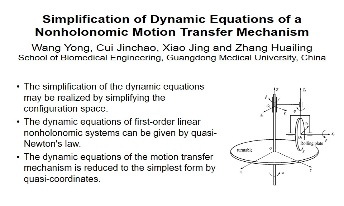 Simplification of Dynamic Equations of a
Nonholonomic Motion Transfer Mechanism
Wang Yong, Cui Jinchao, Xiao Jing and Zhang Huailing
School of Biomedical Engineering, Guangdong Medical University, China
• The simplification of the dynamic equations
may be realized by simplifying the
configuration space.
• The dynamic equations of first-order linear
nonholonomic systems can be given by quasi-
Newton's law.
• The dynamic equations of the motion transfer
mechanism is reduced to the simplest form by
quasi-coordinates.
Rolling plate
turntable